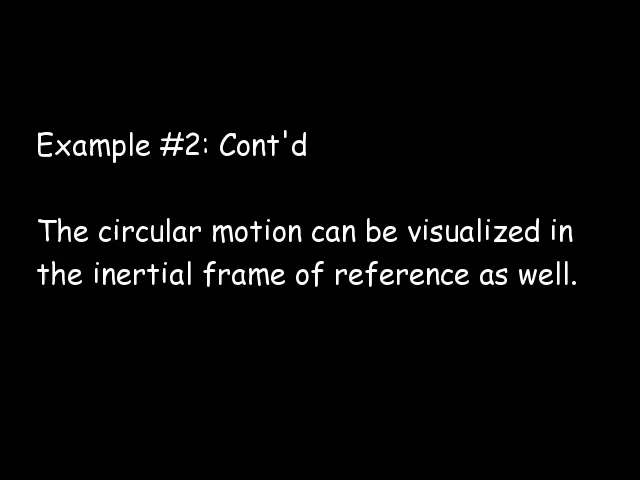 Example #2: Cont'd
The circular motion can be visualized in
the inertial frame of reference as well.